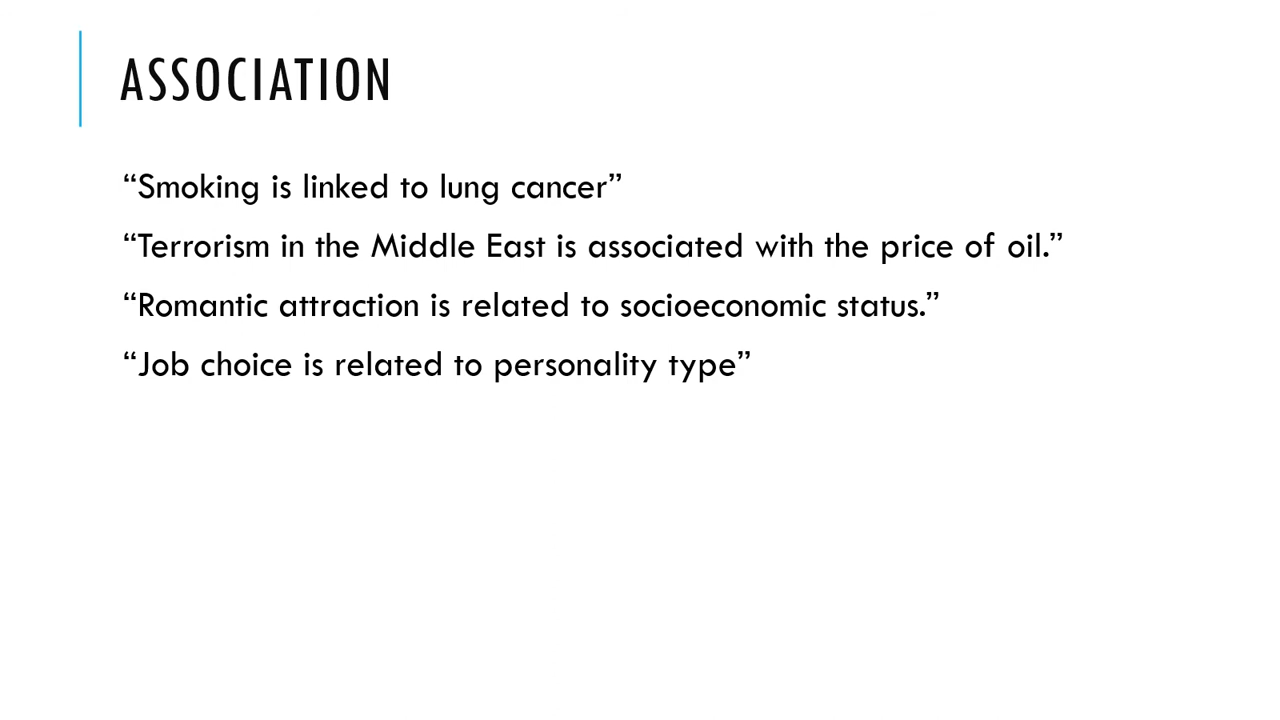 ASSOCIATION
“Smoking is linked to lung cancer”
“Terrorism in the Middle East is associated with the price of oil.”
“Romantic attraction is related to socioeconomic status.”
“Job choice is related to personality type”